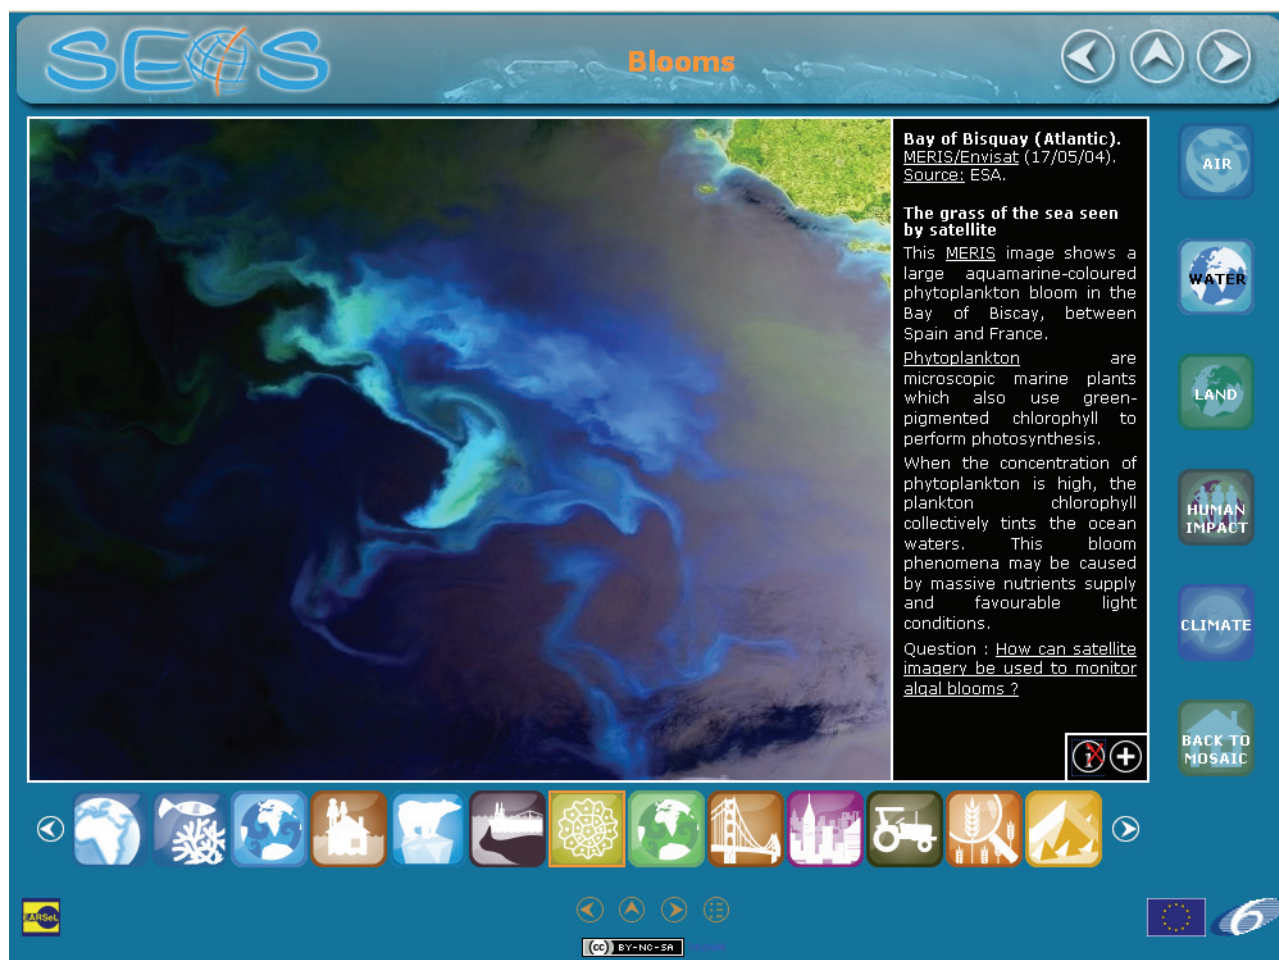 SEOS
Blooms
Bay of Bisquay (Atlantic).
MERIS/Envisat (17/05/04).
Source: ESA.
The grass of the sea seen
by satellite
This MERIS image shows a
large aquamarine-coloured
phytoplankton bloom in the
Bay of Biscay, between
Spain and France.
Phytoplankton are
microscopic marine plants
which also use green-
pigmented chlorophyll to
perform photosynthesis.
When the concentration of
phytoplankton is high, the
plankton chlorophyll
collectively tints the ocean
waters. This bloom
phenomena may be caused
by massive nutrients supply
and favourable light
conditions.
Question : How can satellite
imagery be used to monitor
algal blooms ?
AIR
WATER
LAND
HUMAN
IMPACT
CLIMATE
BACK TO
MOSAIC
EARSeL
6
cc BY-NC-SA